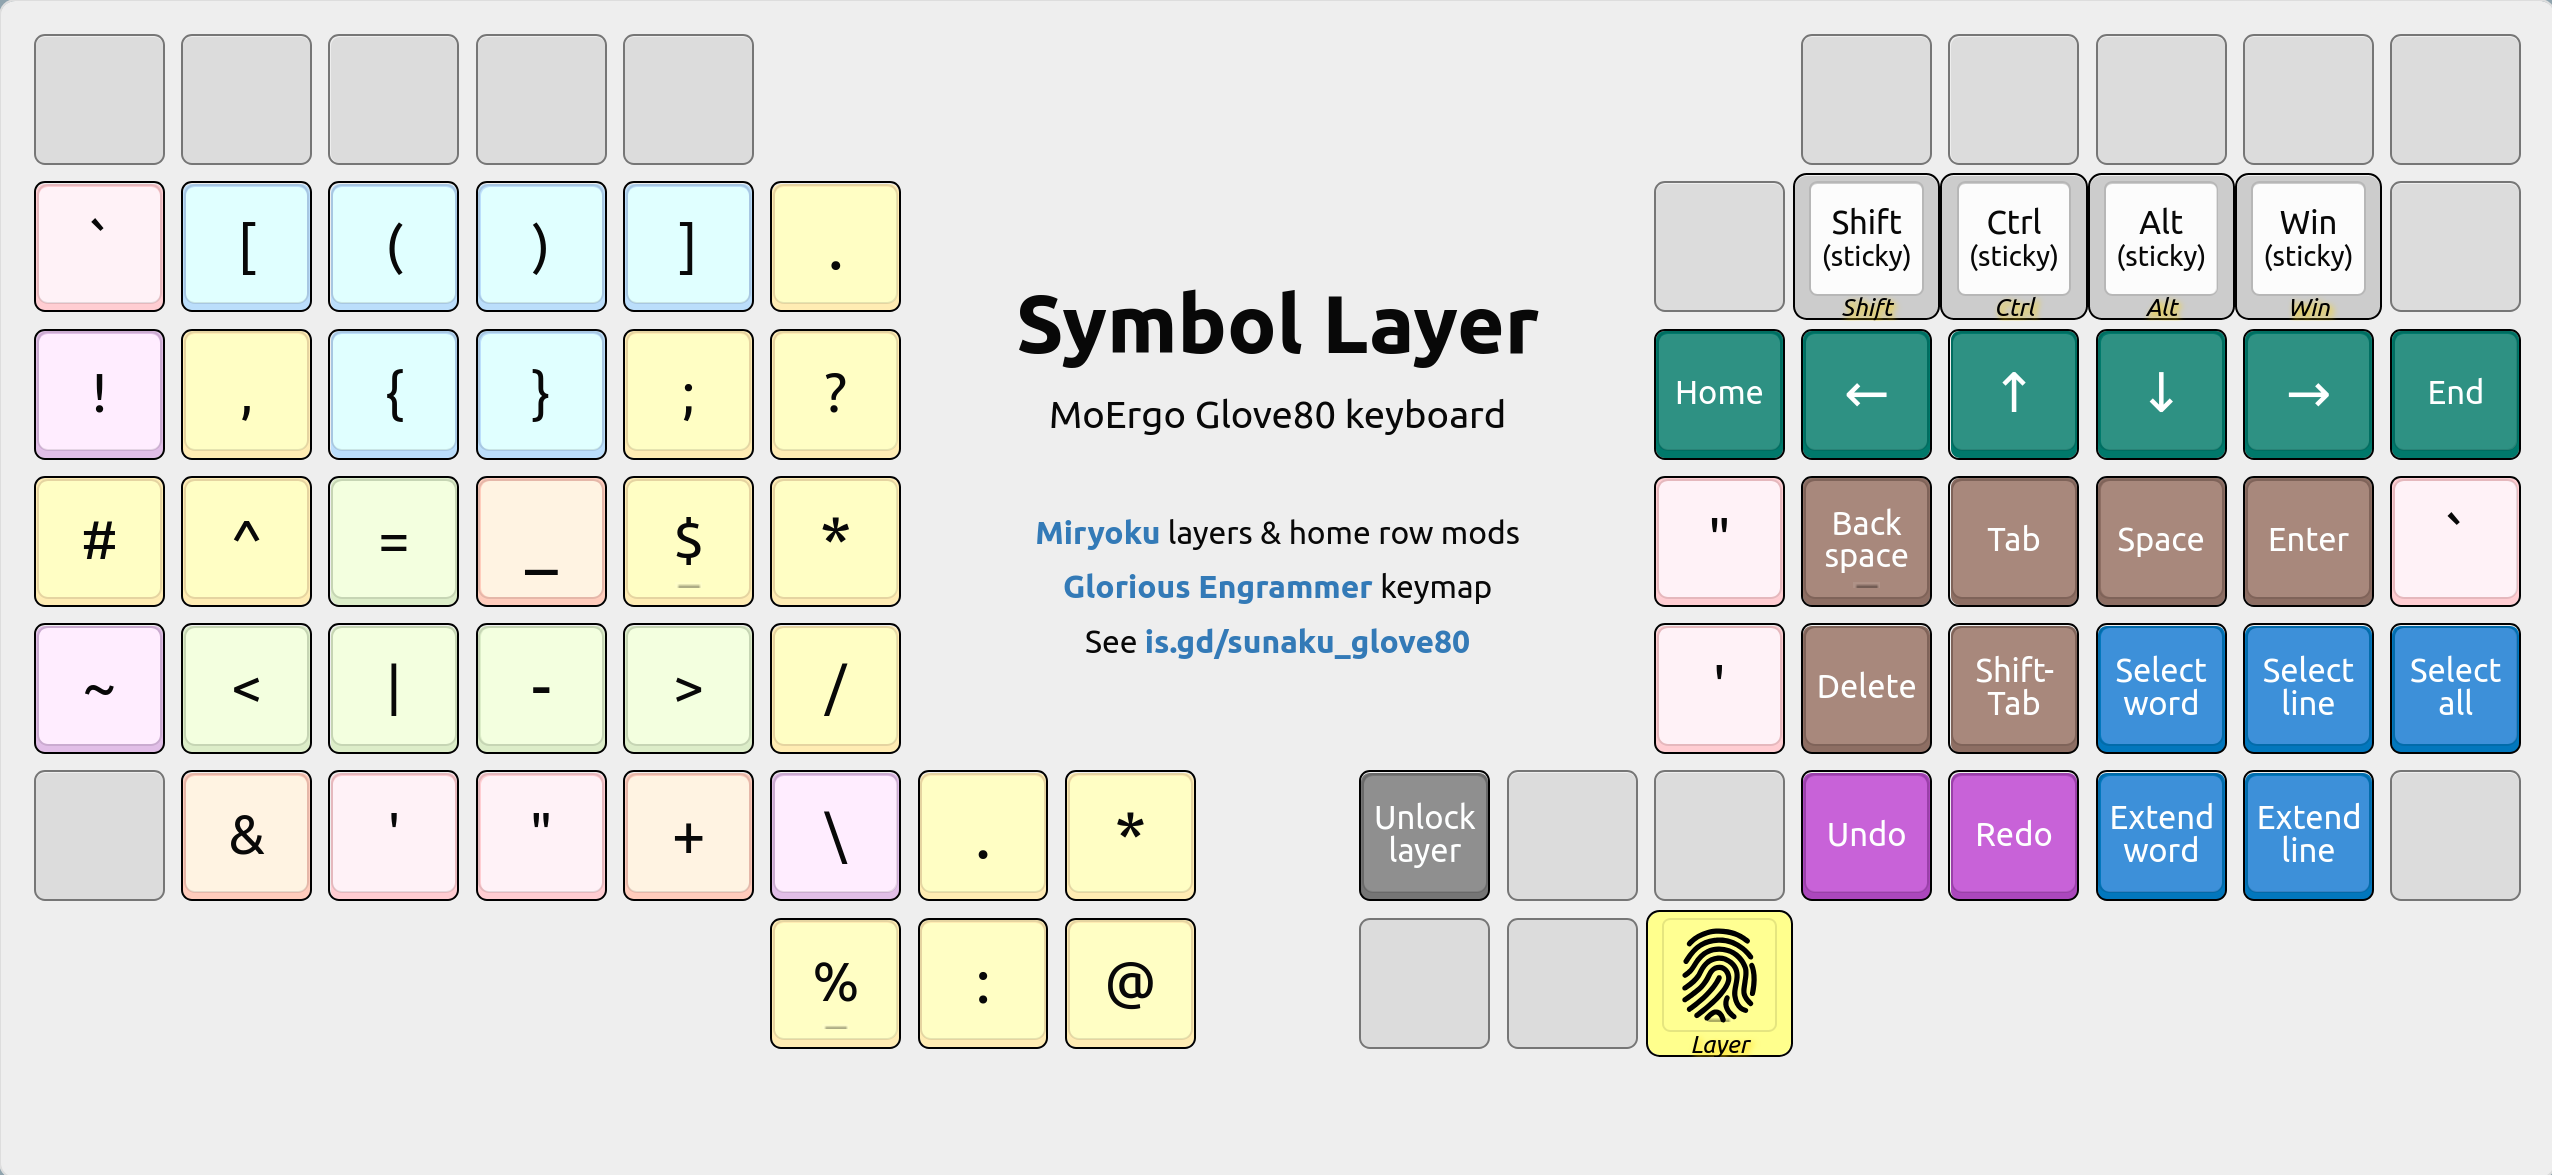 ` [ ( ) ] .
Shift Ctrl Alt Win
(sticky) (sticky) (sticky) (sticky)
Shift Ctrl Alt Win
! , { } ; ?
Home ← ↑ ↓ → End
# ^ = _ $ *
" Back space Tab Space Enter `
~ < | - > /
' Delete Shift-Tab Select word Select line Select all
& ' " + \ . *
Unlock layer Undo Redo Extend word Extend line
% : @
Layer
Symbol Layer
MoErgo Glove80 keyboard
Miryoku layers & home row mods
Glorious Engrammer keymap
See is.gd/sunaku_glove80